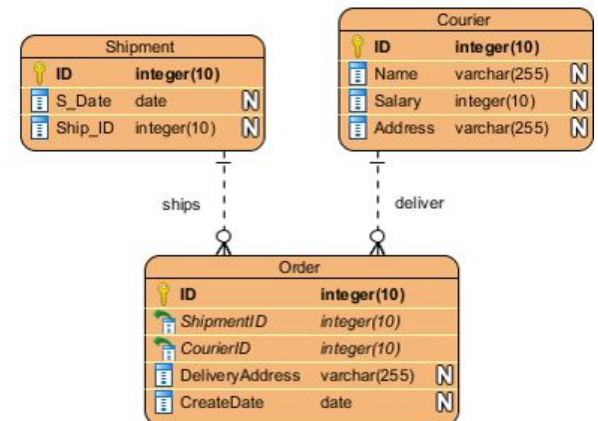 Shipment
ID integer(10)
S_Date date N
Ship_ID integer(10) N
Courier
ID integer(10)
Name varchar(255) N
Salary integer(10) N
Address varchar(255) N
ships
deliver
Order
ID integer(10)
ShipmentID integer(10)
CourierID integer(10)
DeliveryAddress varchar(255) N
CreateDate date N